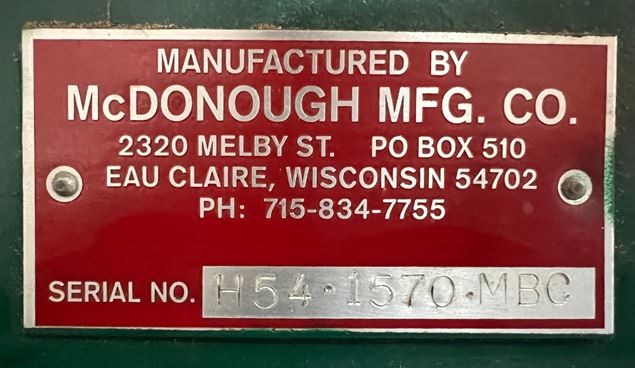 MANUFACTURED BY
McDONOUGH MFG. CO.
2320 MELBY ST. PO BOX 510
EAU CLAIRE, WISCONSIN 54702
PH: 715-834-7755
SERIAL NO. H54·1570·MBC